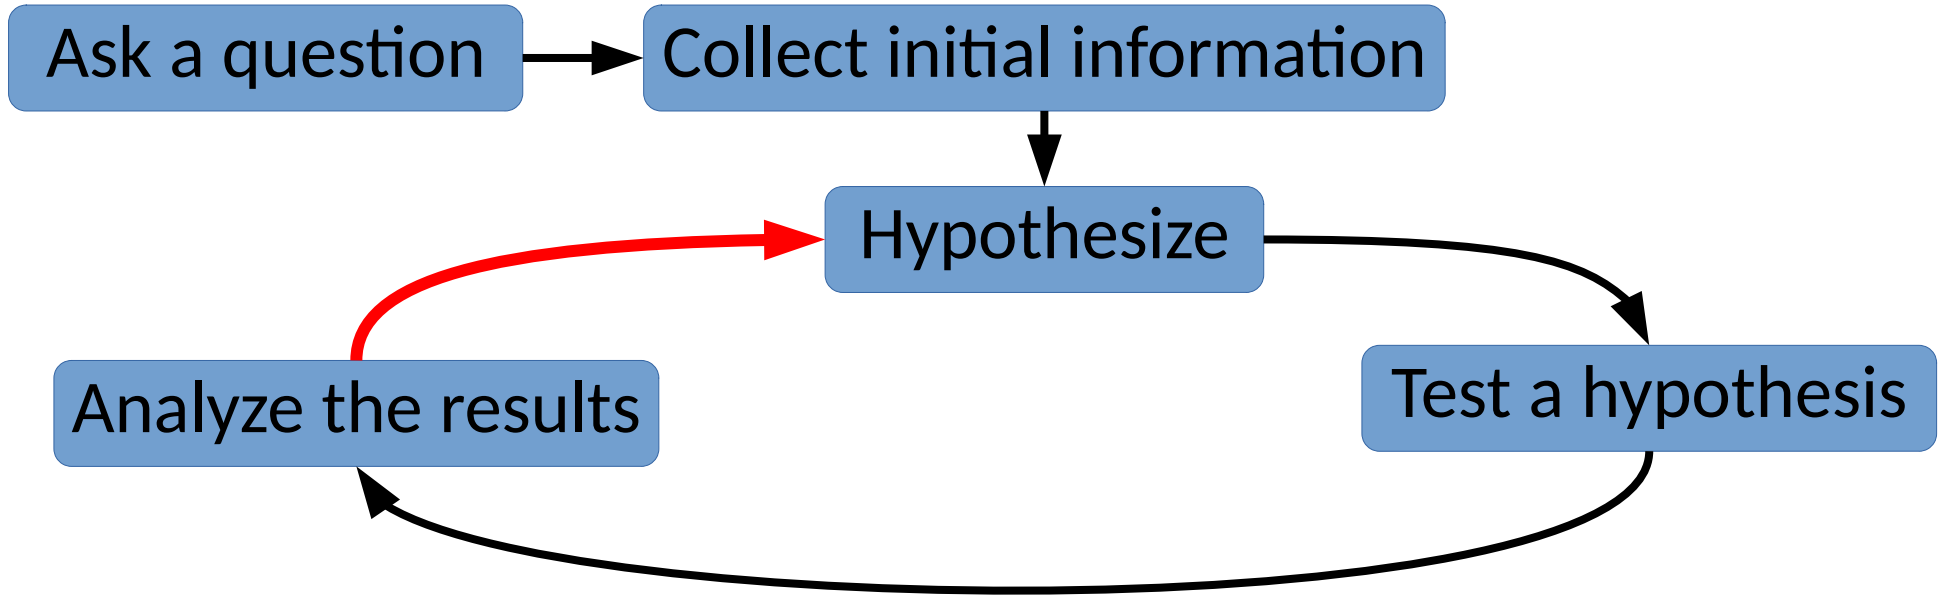 Ask a question
Collect initial information
Hypothesize
Test a hypothesis
Analyze the results